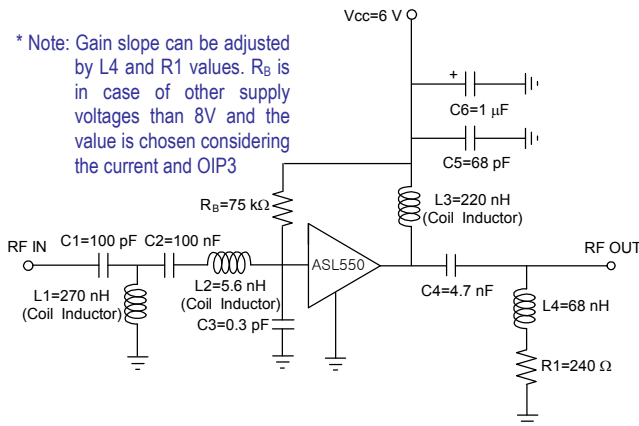 Vcc=6 V
* Note: Gain slope can be adjusted
by L4 and R1 values. RB is
in case of other supply
voltages than 8V and the
value is chosen considering
the current and OIP3
+
C6=1 μF
C5=68 pF
RB=75 kΩ
L3=220 nH
(Coil Inductor)
RF IN
C1=100 pF
C2=100 nF
ASL550
RF OUT
L1=270 nH
(Coil Inductor)
L2=5.6 nH
(Coil Inductor)
C3=0.3 pF
C4=4.7 nF
L4=68 nH
R1=240 Ω